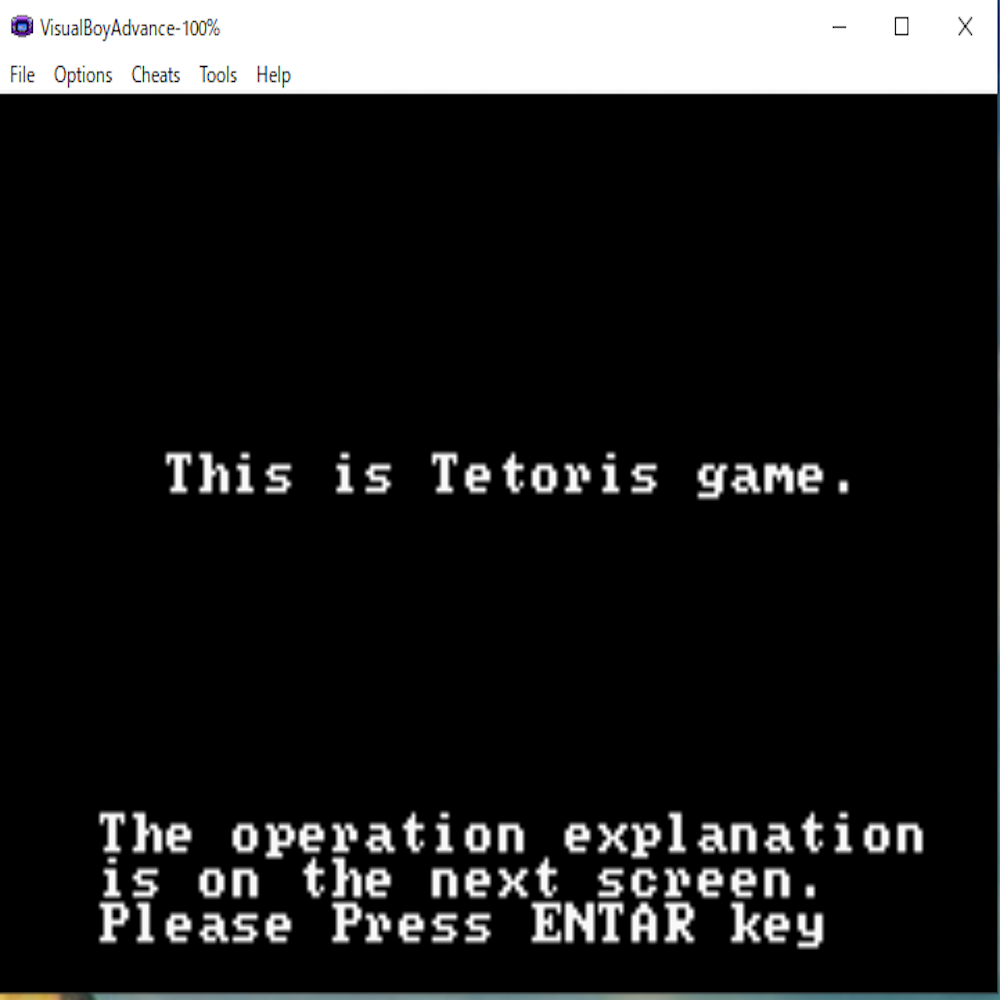 VisualBoyAdvance-100%
File Options Cheats Tools Help
This is Tetoris game.
The operation explanation
is on the next screen.
Please Press ENTAR key